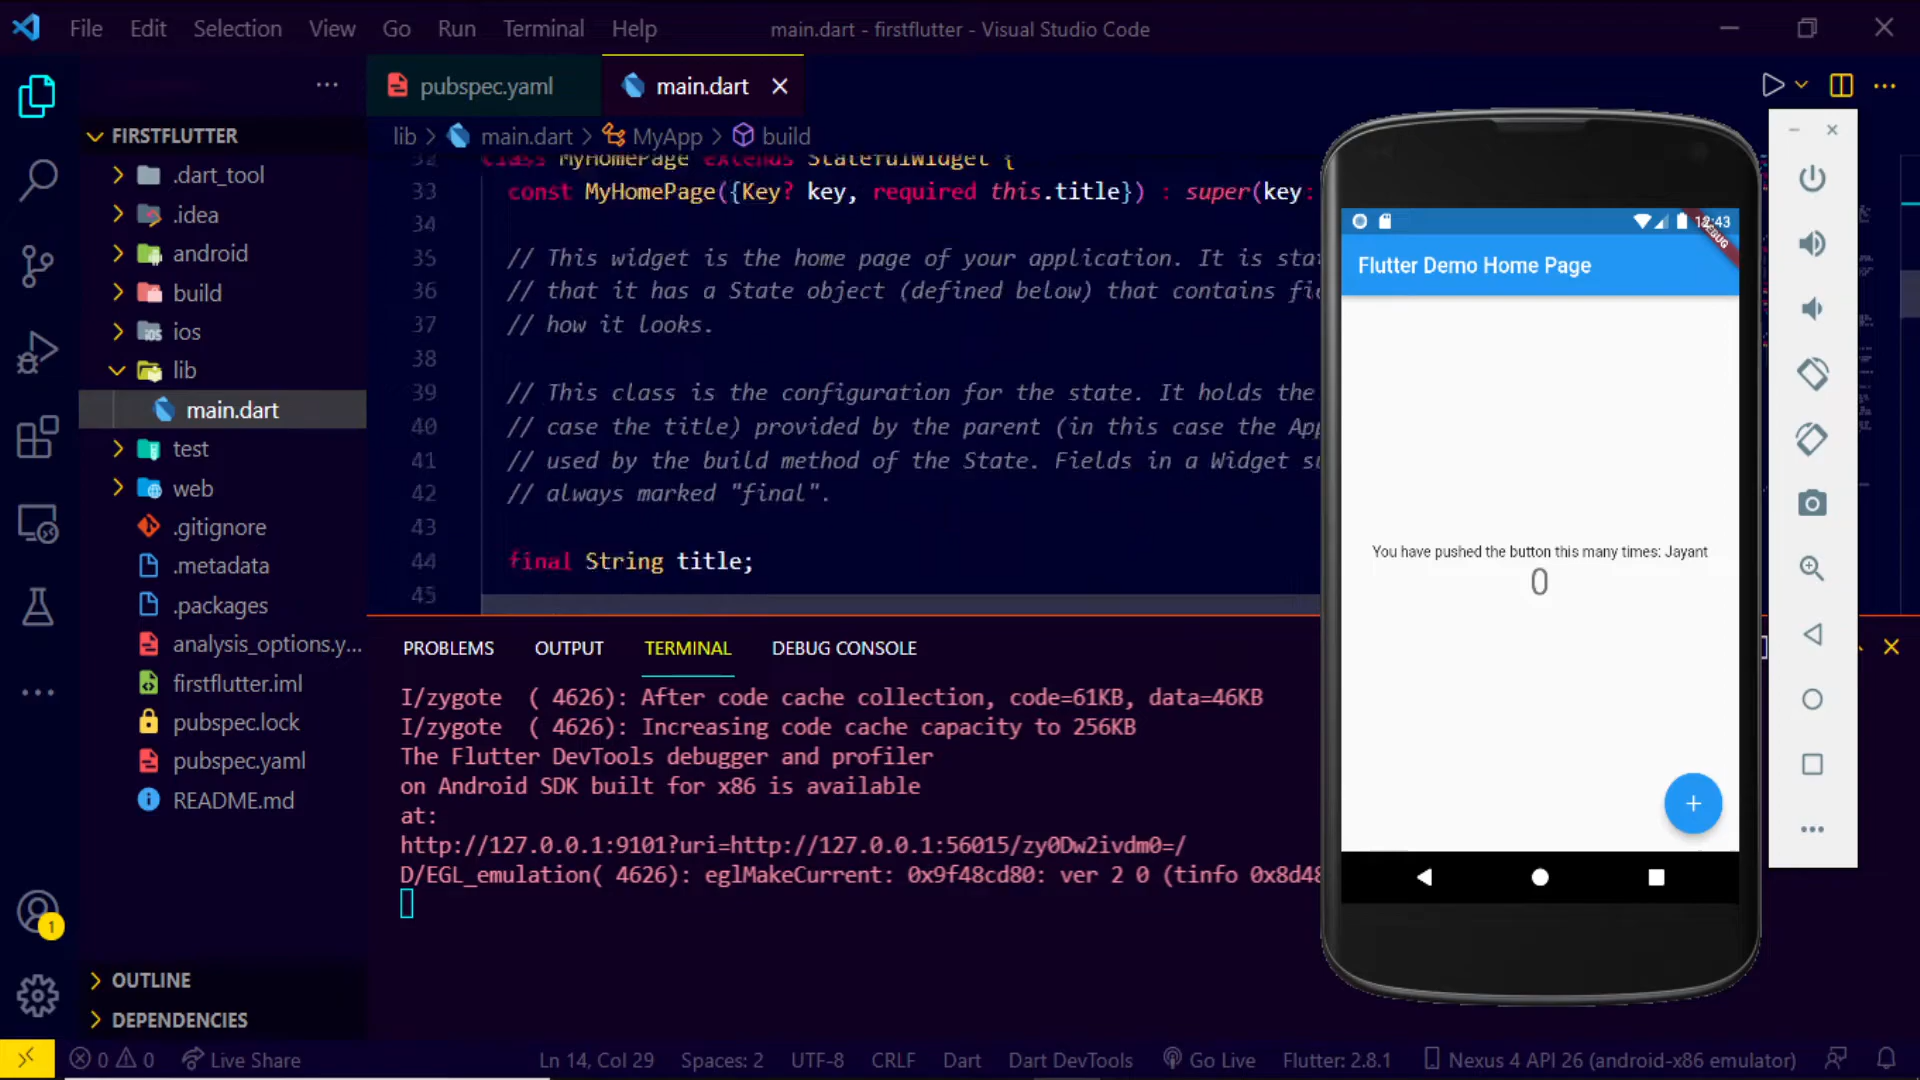 File Edit Selection View Go Run Terminal Help
main.dart - firstflutter - Visual Studio Code
pubspec.yaml
main.dart
lib > main.dart > MyApp > build
FIRSTFLUTTER
.dart_tool
.idea
android
build
ios
lib
main.dart
test
web
.gitignore
.metadata
.packages
analysis_options.y...
firstflutter.iml
pubspec.lock
pubspec.yaml
README.md
OUTLINE
DEPENDENCIES
32 class MyHomePage extends StatefulWidget {
33 const MyHomePage({Key? key, required this.title}) : super(key:
34
35 // This widget is the home page of your application. It is sta
36 // that it has a State object (defined below) that contains fi
37 // how it looks.
38
39 // This class is the configuration for the state. It holds the
40 // case the title) provided by the parent (in this case the App
41 // used by the build method of the State. Fields in a Widget su
42 // always marked "final".
43
44 final String title;
45
PROBLEMS OUTPUT TERMINAL DEBUG CONSOLE
I/zygote ( 4626): After code cache collection, code=61KB, data=46KB
I/zygote ( 4626): Increasing code cache capacity to 256KB
The Flutter DevTools debugger and profiler
on Android SDK built for x86 is available
at:
http://127.0.0.1:9101?uri=http://127.0.0.1:56015/zy0Dw2ivdm0=/
D/EGL_emulation( 4626): eglMakeCurrent: 0x9f48cd80: ver 2 0 (tinfo 0x8d48
DEBUG
Flutter Demo Home Page
You have pushed the button this many times: Jayant
0
+
1
0 0 Live Share Ln 14, Col 29 Spaces: 2 UTF-8 CRLF Dart Dart DevTools Go Live Flutter: 2.8.1 Nexus 4 API 26 (android-x86 emulator)